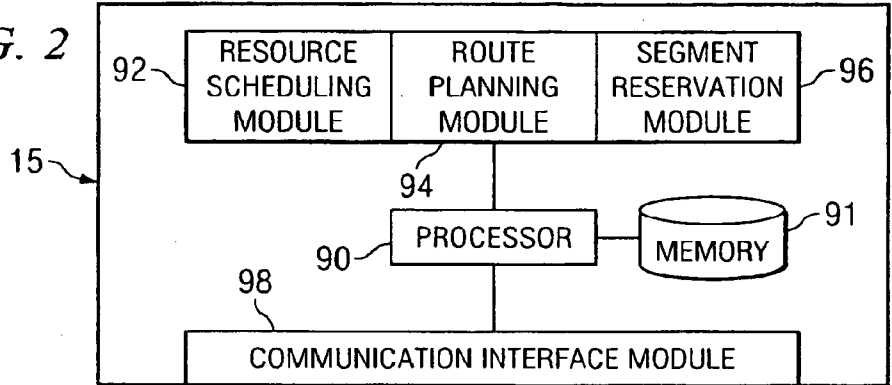 G. 2
RESOURCE
SCHEDULING
MODULE
ROUTE
PLANNING
MODULE
SEGMENT
RESERVATION
MODULE
92
96
15
94
PROCESSOR
90
MEMORY
91
98
COMMUNICATION INTERFACE MODULE